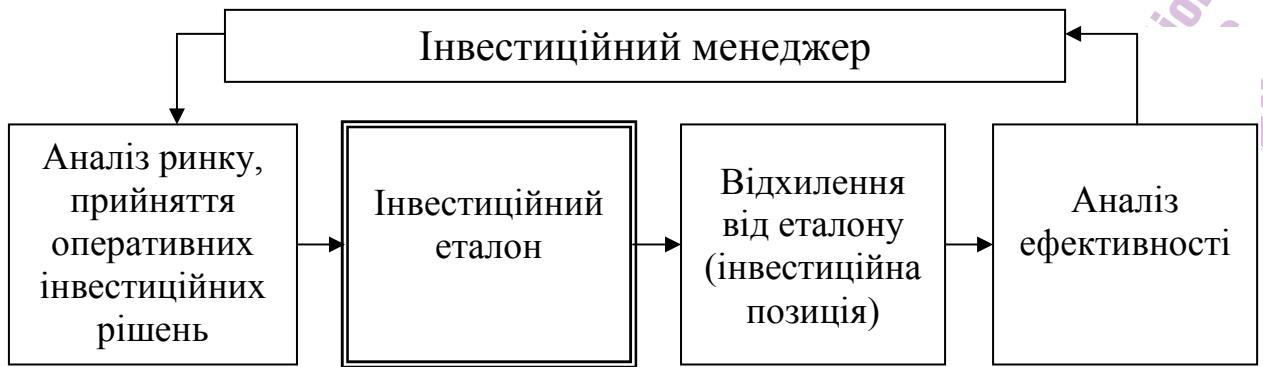 Інвестиційний менеджер
Аналіз ринку,
прийняття
оперативних
інвестиційних
рішень
Інвестиційний
еталон
Відхилення
від еталону
(інвестиційна
позиція)
Аналіз
ефективності